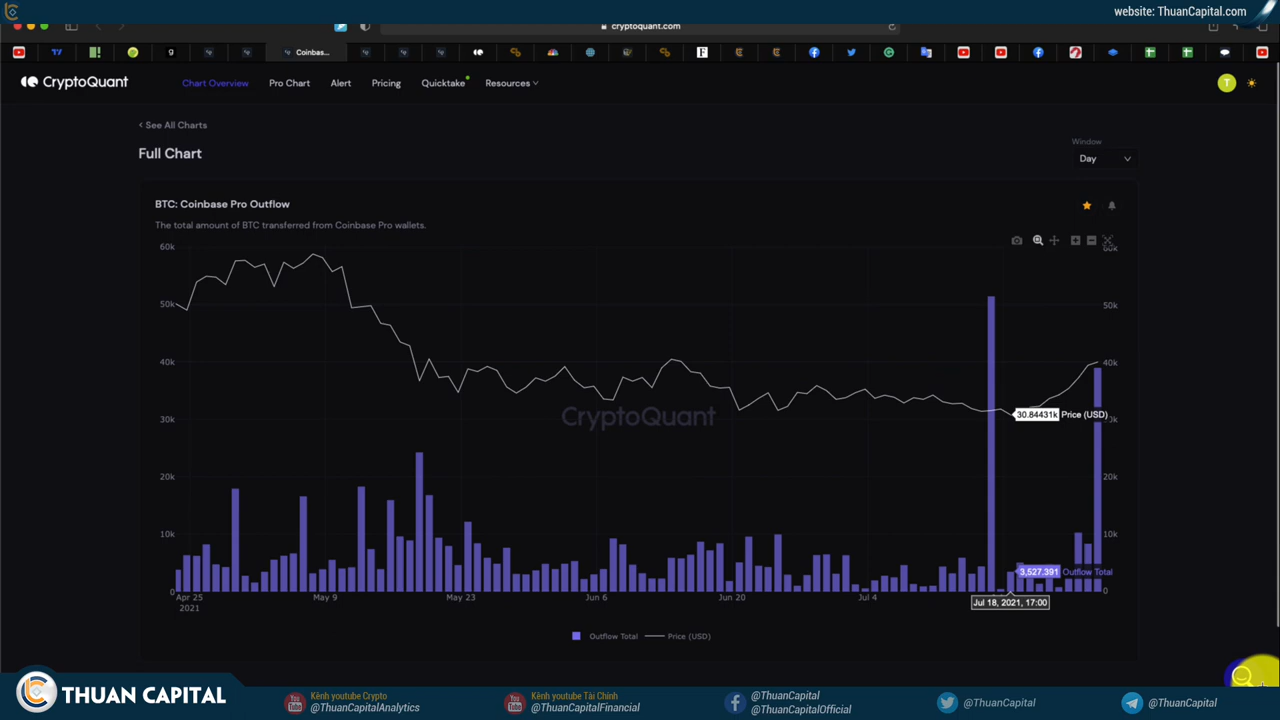 website: ThuanCapital.com
cryptoquant.com
Coinbas...
CryptoQuant
Chart Overview
Pro Chart
Alert
Pricing
Quicktake
Resources
T
< See All Charts
Full Chart
Window
Day
BTC: Coinbase Pro Outflow
The total amount of BTC transferred from Coinbase Pro wallets.
60k
60k
50k
50k
40k
40k
CryptoQuant
30.84431k Price (USD)
30k
20k
20k
10k
10k
3,527.391 Outflow Total
0
0
Apr 25
2021
May 9
May 23
Jun 6
Jun 20
Jul 4
Jul 18, 2021, 17:00
Outflow Total
Price (USD)
THUAN CAPITAL
Kênh youtube Crypto
@ThuanCapitalAnalytics
Kênh youtube Tài Chính
@ThuanCapitalFinancial
@ThuanCapital
@ThuanCapitalOfficial
@ThuanCapital
@ThuanCapital